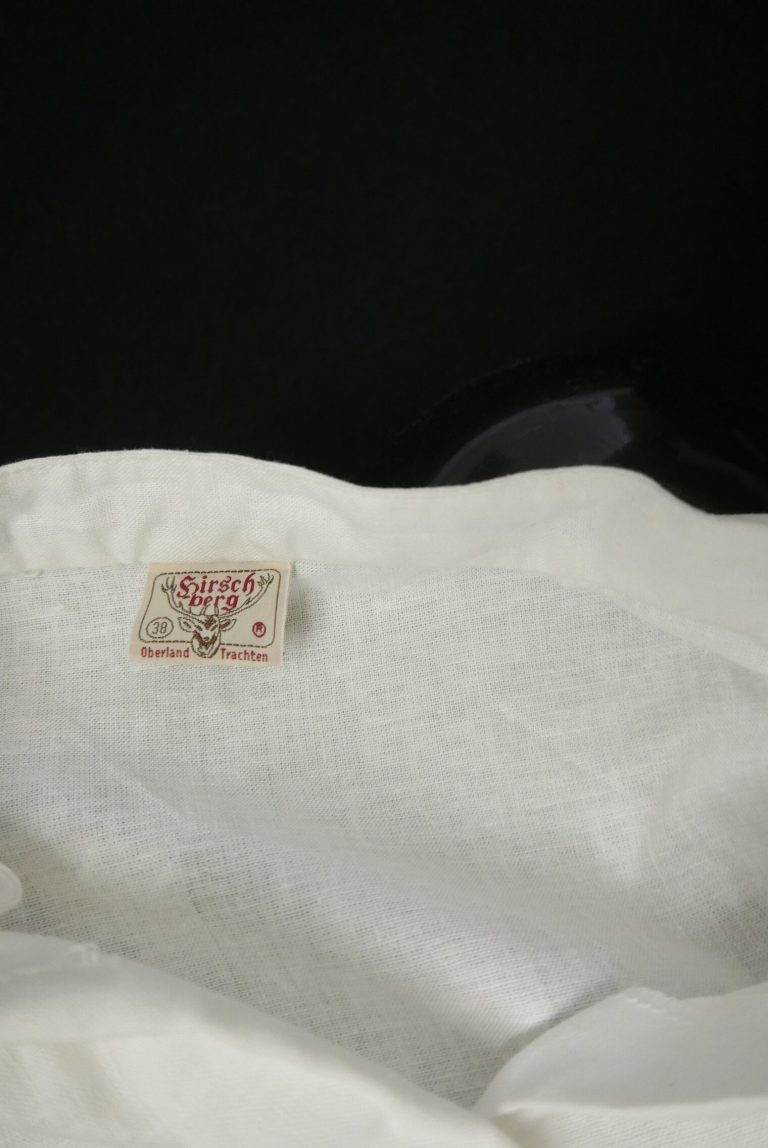 Hirsch
berg
38 ®
Oberland Trachten